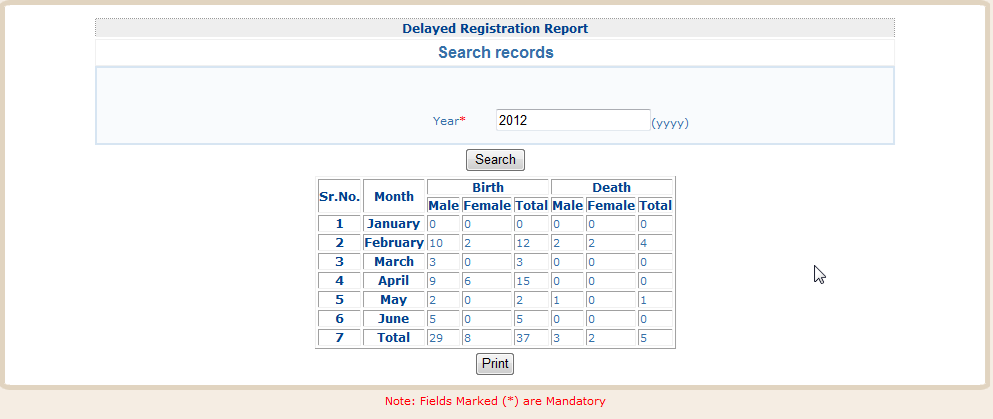 Delayed Registration Report
Search records
Year* 2012 (yyyy)
Search
Sr.No. Month Birth Death
Male Female Total Male Female Total
1 January 0 0 0 0 0 0
2 February 10 2 12 2 2 4
3 March 3 0 3 0 0 0
4 April 9 6 15 0 0 0
5 May 2 0 2 1 0 1
6 June 5 0 5 0 0 0
7 Total 29 8 37 3 2 5
Print
Note: Fields Marked (*) are Mandatory